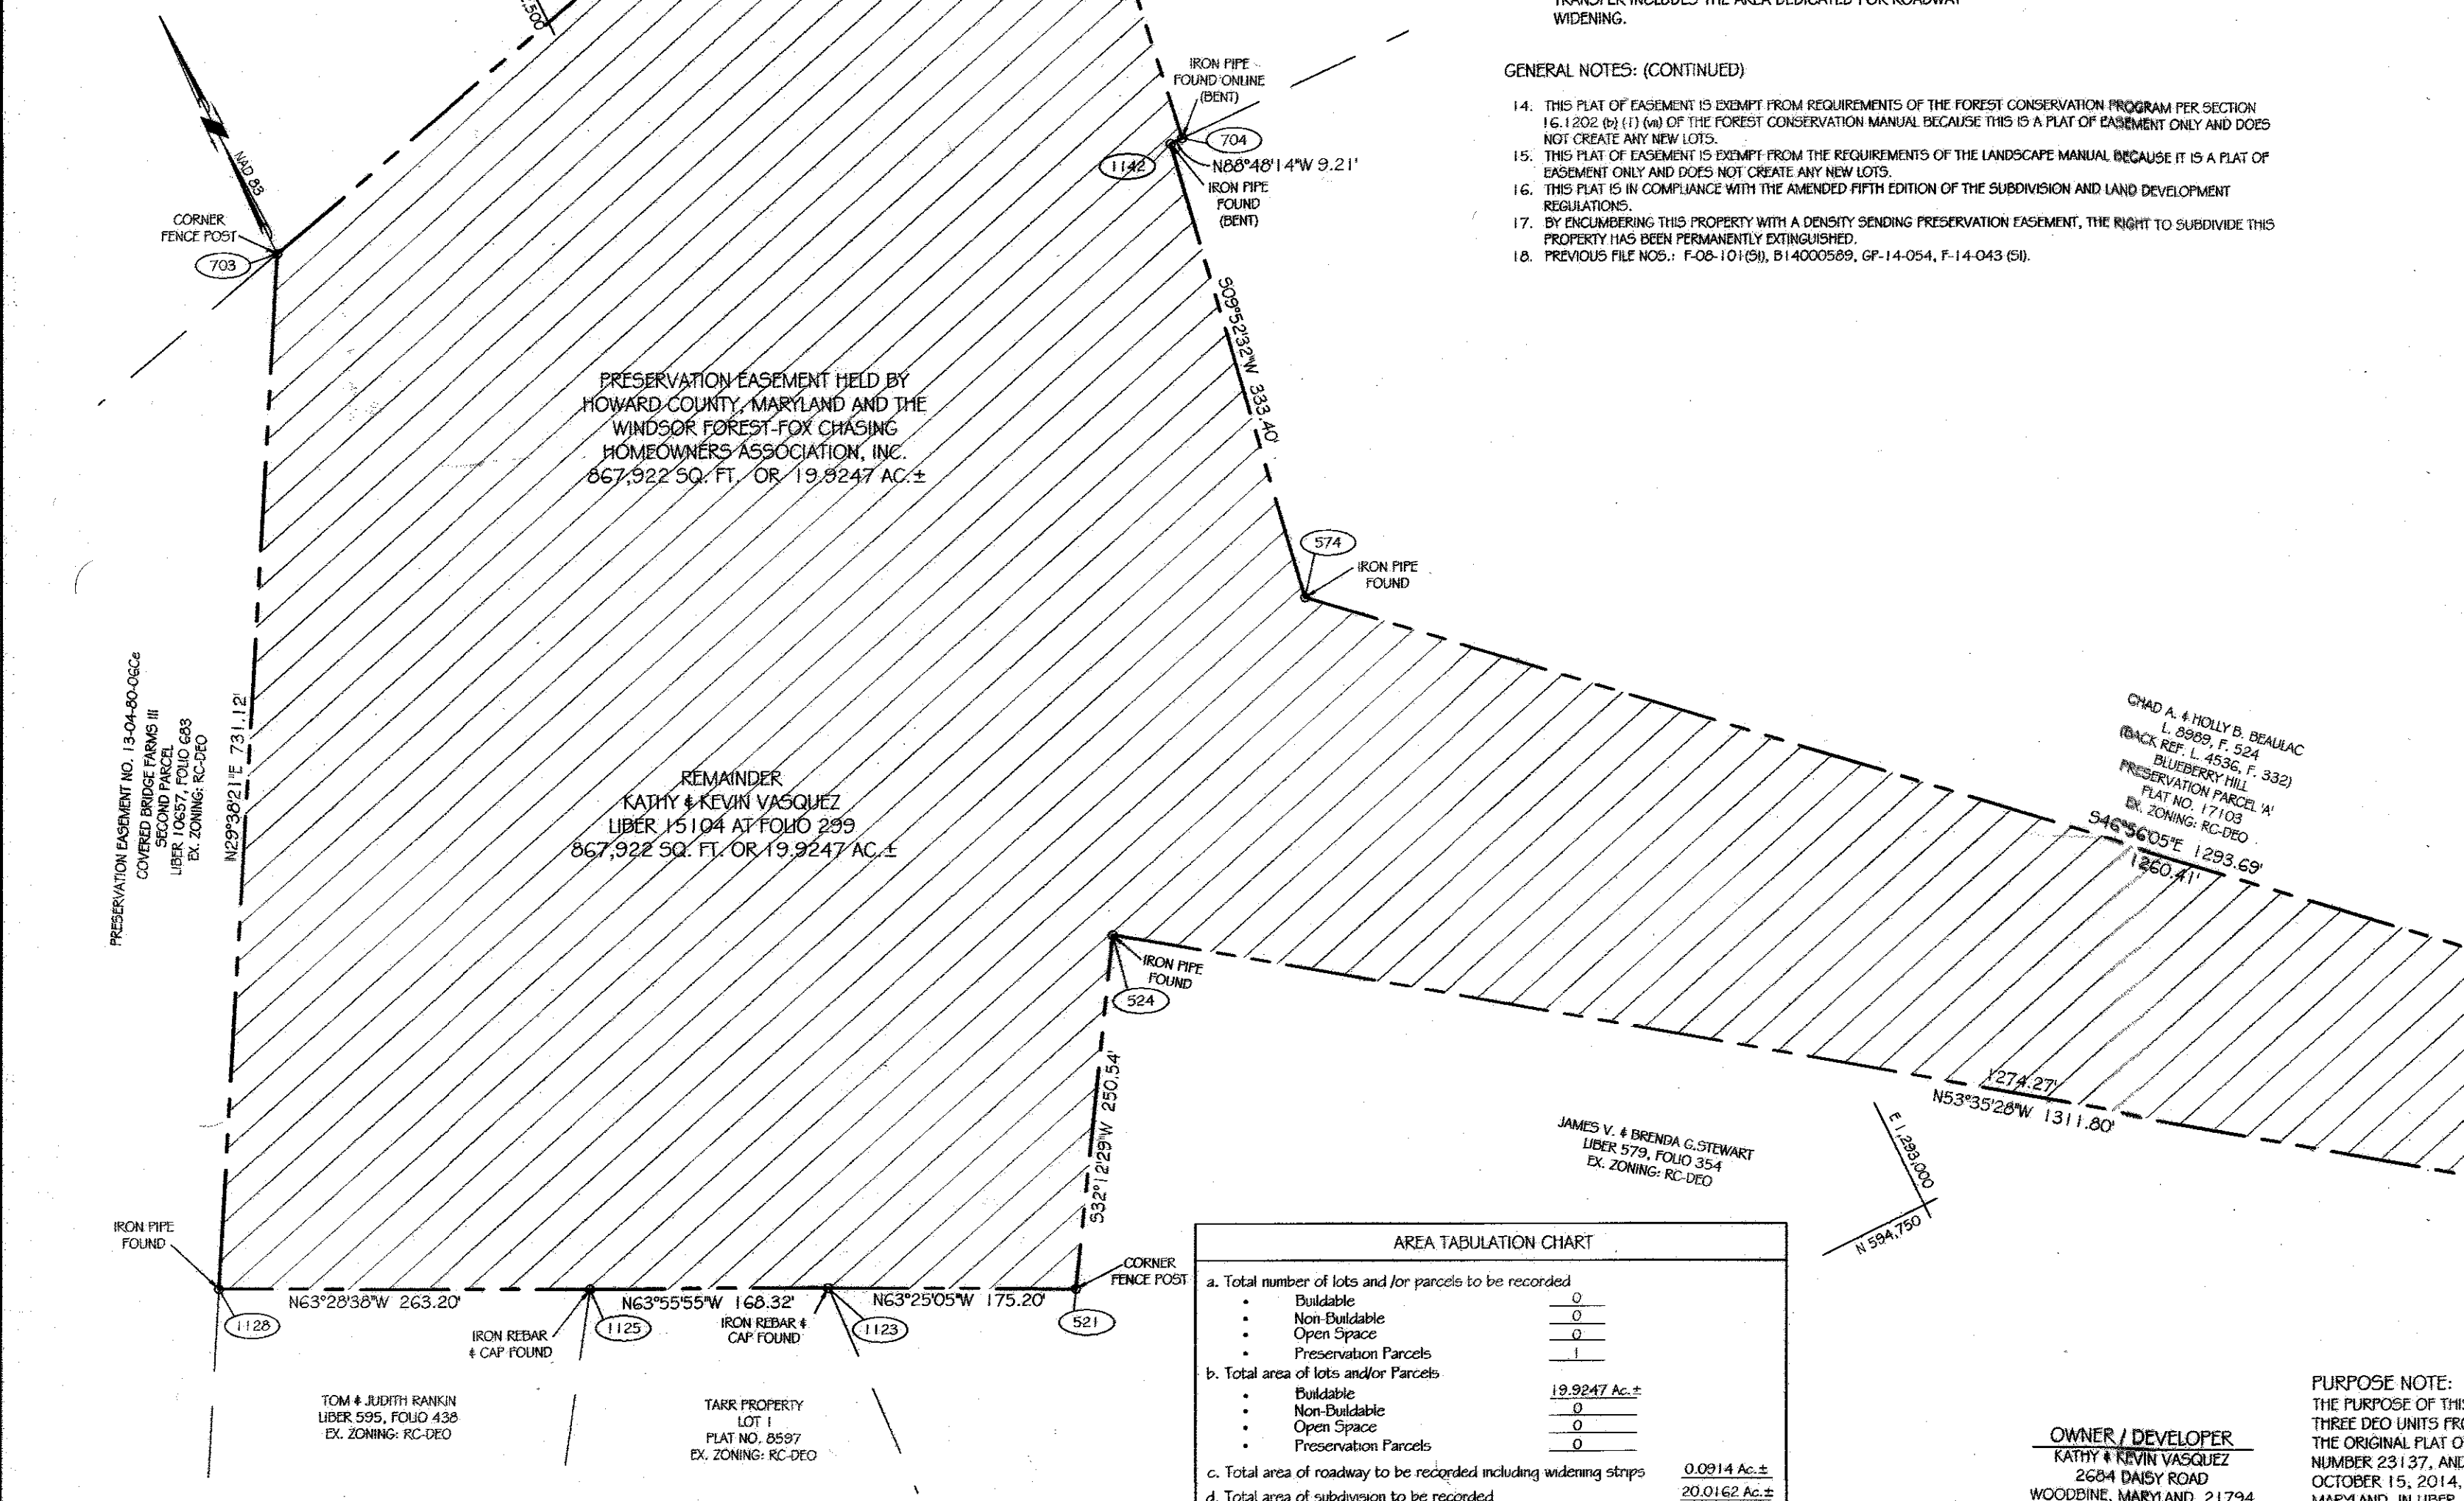 TRANSFER INCLUDES THE AREA DEDICATED FOR ROADWAY
WIDENING.
GENERAL NOTES: (CONTINUED)
14. THIS PLAT OF EASEMENT IS EXEMPT FROM REQUIREMENTS OF THE FOREST CONSERVATION PROGRAM PER SECTION
16.1202 (b) (1) (vii) OF THE FOREST CONSERVATION MANUAL BECAUSE THIS IS A PLAT OF EASEMENT ONLY AND DOES
NOT CREATE ANY NEW LOTS.
15. THIS PLAT OF EASEMENT IS EXEMPT FROM THE REQUIREMENTS OF THE LANDSCAPE MANUAL BECAUSE IT IS A PLAT OF
EASEMENT ONLY AND DOES NOT CREATE ANY NEW LOTS.
16. THIS PLAT IS IN COMPLIANCE WITH THE AMENDED FIFTH EDITION OF THE SUBDIVISION AND LAND DEVELOPMENT
REGULATIONS.
17. BY ENCUMBERING THIS PROPERTY WITH A DENSITY SENDING PRESERVATION EASEMENT, THE RIGHT TO SUBDIVIDE THIS
PROPERTY HAS BEEN PERMANENTLY EXTINGUISHED.
18. PREVIOUS FILE NOS.: F-08-101(SI), B14000589, GP-14-054, F-14-043 (SI).
NAD 83
CORNER
FENCE POST
703
IRON PIPE
FOUND ONLINE
(BENT)
704
1142
N88°48'14"W 9.21'
IRON PIPE
FOUND
(BENT)
S09°52'32"W 333.40'
574
IRON PIPE
FOUND
PRESERVATION EASEMENT HELD BY
HOWARD COUNTY, MARYLAND AND THE
WINDSOR FOREST-FOX CHASING
HOMEOWNERS ASSOCIATION, INC.
867,922 SQ. FT. OR 19.9247 AC.±
PRESERVATION EASEMENT NO. 13-04-80-06Ce
COVERED BRIDGE FARMS III
SECOND PARCEL
LIBER 10657, FOLIO 683
EX. ZONING: RC-DEO
N29°38'21"E 731.12'
REMAINDER
KATHY & KEVIN VASQUEZ
LIBER 15104 AT FOLIO 299
867,922 SQ. FT. OR 19.9247 AC.±
CHAD A. & HOLLY B. BEAULAC
L. 8989, F. 524
(BACK REF. L. 4536, F. 332)
BLUEBERRY HILL
PRESERVATION PARCEL 'A'
PLAT NO. 17103
EX. ZONING: RC-DEO
S46°56'05"E 1293.69'
1260.41'
IRON PIPE
FOUND
524
S32°12'29"W 250.54'
1274.27'
N53°35'28"W 1311.80'
JAMES V. & BRENDA G. STEWART
LIBER 579, FOLIO 354
EX. ZONING: RC-DEO
E 1,293,000
N 594,750
IRON PIPE
FOUND
1128
N63°28'38"W 263.20'
IRON REBAR
& CAP FOUND
1125
N63°55'55"W 168.32'
IRON REBAR &
CAP FOUND
1123
N63°25'05"W 175.20'
CORNER
FENCE POST
521
TOM & JUDITH RANKIN
LIBER 595, FOLIO 438
EX. ZONING: RC-DEO
TARR PROPERTY
LOT 1
PLAT NO. 8597
EX. ZONING: RC-DEO
AREA TABULATION CHART
a. Total number of lots and /or parcels to be recorded
• Buildable 0
• Non-Buildable 0
• Open Space 0
• Preservation Parcels 1
b. Total area of lots and/or Parcels
• Buildable 19.9247 Ac.±
• Non-Buildable 0
• Open Space 0
• Preservation Parcels 0
c. Total area of roadway to be recorded including widening strips 0.0914 Ac.±
d. Total area of subdivision to be recorded 20.0162 Ac.±
OWNER / DEVELOPER
KATHY & KEVIN VASQUEZ
2684 DAISY ROAD
WOODBINE, MARYLAND 21794
PURPOSE NOTE:
THE PURPOSE OF THIS
THREE DEO UNITS
THE ORIGINAL PLAT
NUMBER 23137, AND
OCTOBER 15, 2014,